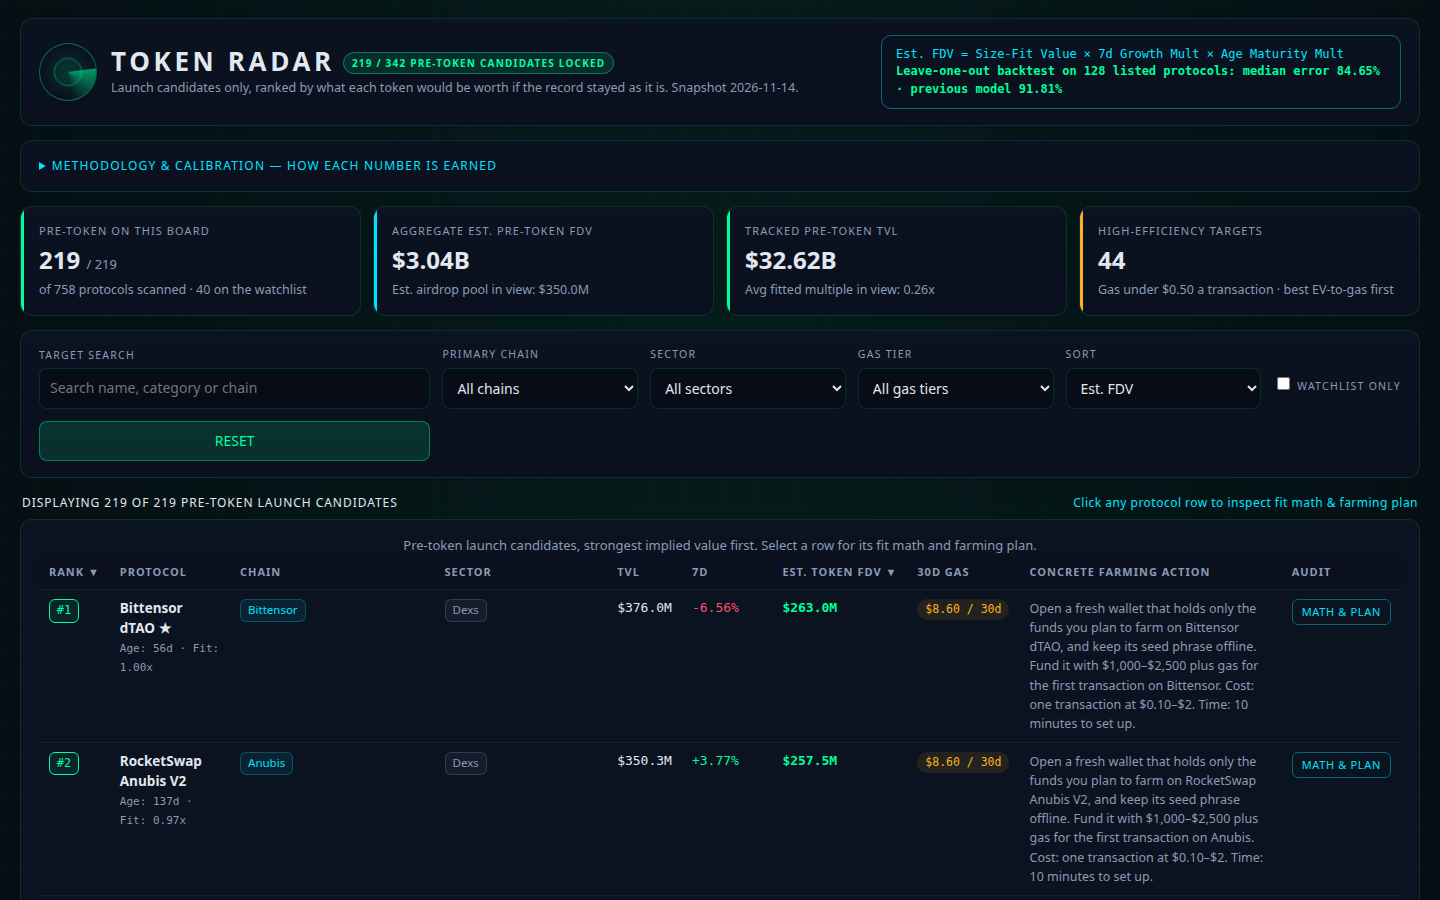 TOKEN RADAR
219 / 342 PRE-TOKEN CANDIDATES LOCKED
Launch candidates only, ranked by what each token would be worth if the record stayed as it is. Snapshot 2026-11-14.
Est. FDV = Size-Fit Value × 7d Growth Mult × Age Maturity Mult
Leave-one-out backtest on 128 listed protocols: median error 84.65%
· previous model 91.81%
▶ METHODOLOGY & CALIBRATION — HOW EACH NUMBER IS EARNED
PRE-TOKEN ON THIS BOARD
219 / 219
of 758 protocols scanned · 40 on the watchlist
AGGREGATE EST. PRE-TOKEN FDV
$3.04B
Est. airdrop pool in view: $350.0M
TRACKED PRE-TOKEN TVL
$32.62B
Avg fitted multiple in view: 0.26x
HIGH-EFFICIENCY TARGETS
44
Gas under $0.50 a transaction · best EV-to-gas first
TARGET SEARCH
Search name, category or chain
PRIMARY CHAIN
All chains
SECTOR
All sectors
GAS TIER
All gas tiers
SORT
Est. FDV
WATCHLIST ONLY
RESET
DISPLAYING 219 OF 219 PRE-TOKEN LAUNCH CANDIDATES
Click any protocol row to inspect fit math & farming plan
Pre-token launch candidates, strongest implied value first. Select a row for its fit math and farming plan.
RANK ▼ PROTOCOL CHAIN SECTOR TVL 7D EST. TOKEN FDV ▼ 30D GAS CONCRETE FARMING ACTION AUDIT
#1
Bittensor
dTAO ★
Age: 56d · Fit:
1.00x
Bittensor
Dexs
$376.0M
-6.56%
$263.0M
$8.60 / 30d
Open a fresh wallet that holds only the
funds you plan to farm on Bittensor
dTAO, and keep its seed phrase offline.
Fund it with $1,000–$2,500 plus gas for
the first transaction on Bittensor. Cost:
one transaction at $0.10–$2. Time: 10
minutes to set up.
MATH & PLAN
#2
RocketSwap
Anubis V2
Age: 137d ·
Fit: 0.97x
Anubis
Dexs
$350.3M
+3.77%
$257.5M
$8.60 / 30d
Open a fresh wallet that holds only the
funds you plan to farm on RocketSwap
Anubis V2, and keep its seed phrase
offline. Fund it with $1,000–$2,500 plus
gas for the first transaction on Anubis.
Cost: one transaction at $0.10–$2. Time:
10 minutes to set up.
MATH & PLAN